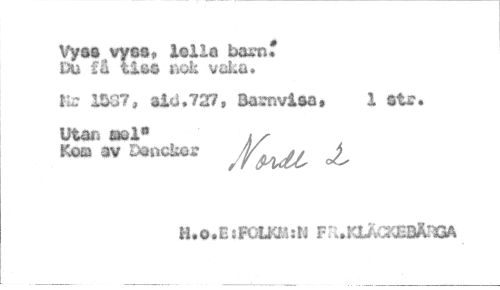 Vyss vyss, lella barn:
Du få tiss nok vaka.
Nr 1587, sid.727, Barnvisa, 1 str.
Utan mel"
Kom av Dencker
Nordl 2
H.o.E:FOLKM:N FR.KLÄCKEBÄRGA